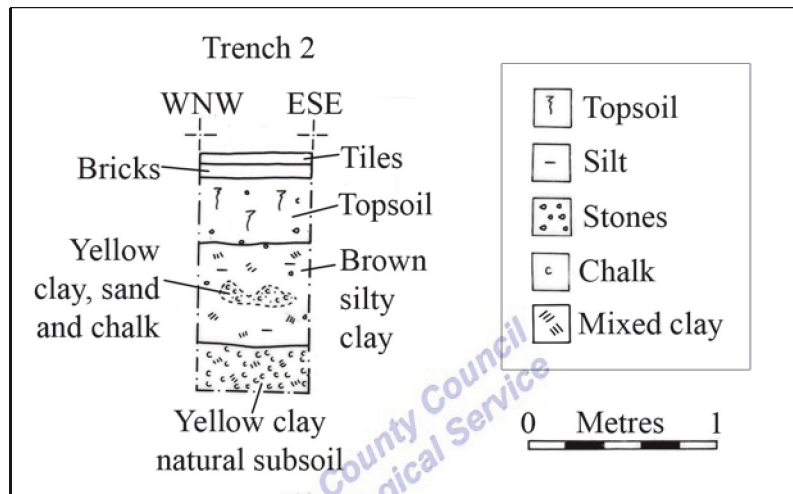 Trench 2
WNW ESE
Tiles
Bricks
Topsoil
Yellow
clay, sand
and chalk
Brown
silty
clay
Yellow clay
natural subsoil
Topsoil
Silt
Stones
Chalk
Mixed clay
0 Metres 1
County Council
gical Service